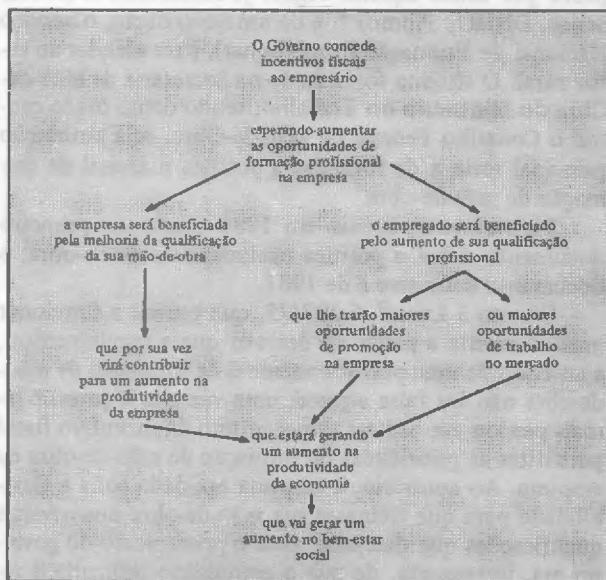 O Governo concede
incentivos fiscais
ao empresário
esperando aumentar
as oportunidades de
formação profissional
na empresa
a empresa será beneficiada
pela melhoria da qualificação
da sua mão-de-obra
o empregado será beneficiado
pelo aumento de sua qualificação
profissional
que por sua vez
virá contribuir
para um aumento na
produtividade
da empresa
que lhe trarão maiores
oportunidades
de promoção
na empresa
ou maiores
oportunidades
de trabalho
no mercado
que estará gerando
um aumento na
produtividade
da economia
que vai gerar um
aumento no bem-estar
social